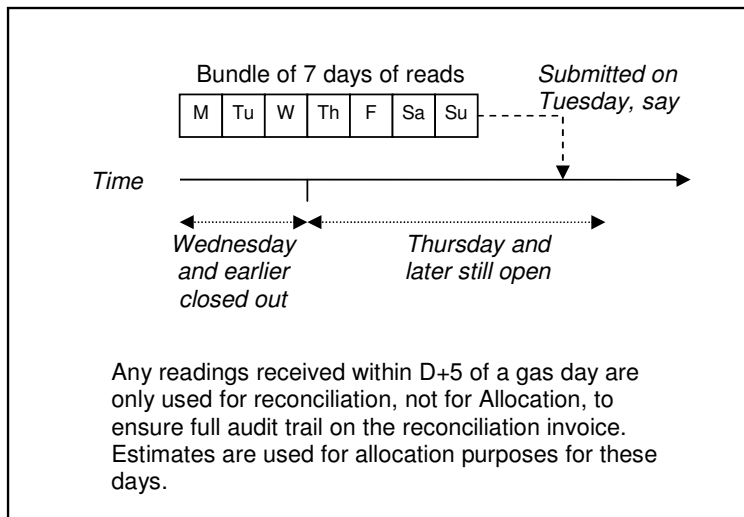 Bundle of 7 days of reads
Submitted on
Tuesday, say
M Tu W Th F Sa Su
Time
Wednesday
and earlier
closed out
Thursday and
later still open
Any readings received within D+5 of a gas day are
only used for reconciliation, not for Allocation, to
ensure full audit trail on the reconciliation invoice.
Estimates are used for allocation purposes for these
days.